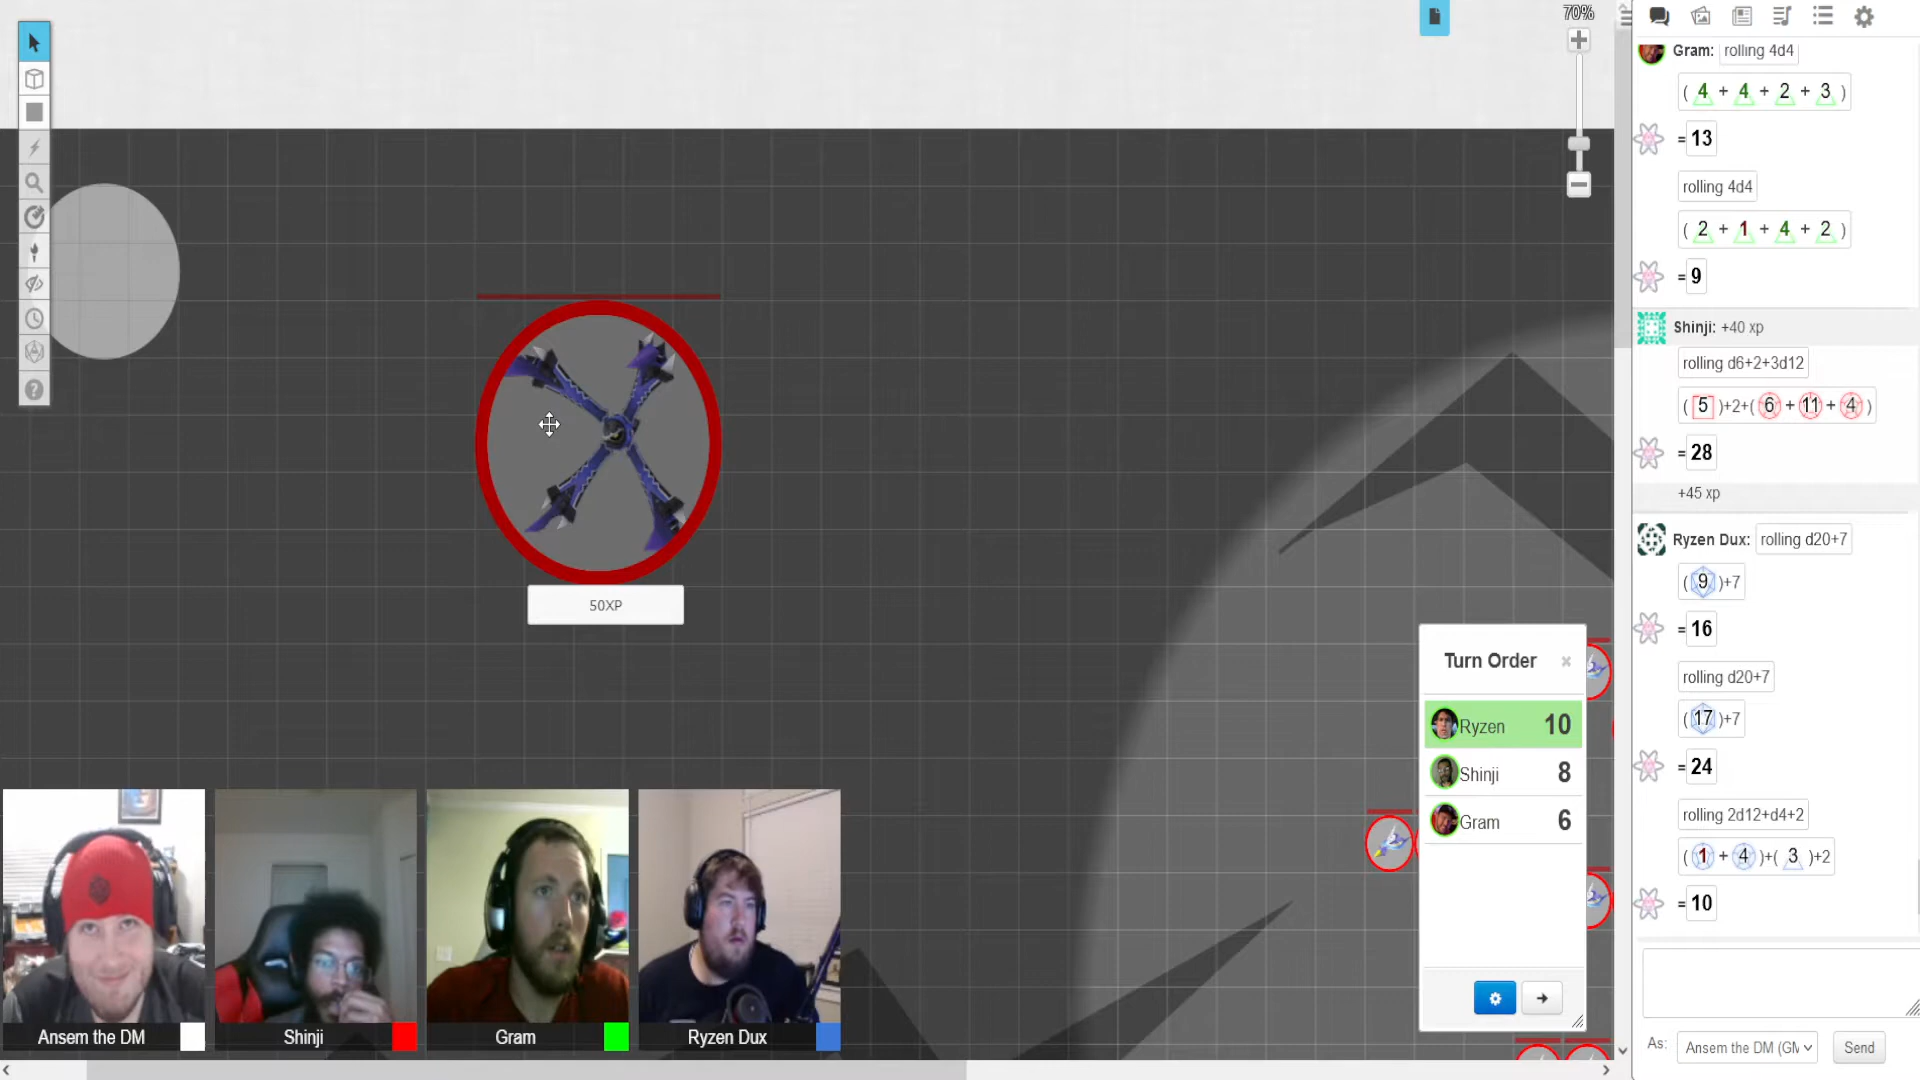 70%
Gram: rolling 4d4
( 4 + 4 + 2 + 3 )
= 13
rolling 4d4
( 2 + 1 + 4 + 2 )
= 9
Shinji: +40 xp
rolling d6+2+3d12
( 5 )+2+( 6 + 11 + 4 )
= 28
+45 xp
Ryzen Dux: rolling d20+7
( 9 )+7
= 16
rolling d20+7
( 17 )+7
= 24
rolling 2d12+d4+2
( 1 + 4 )+( 3 )+2
= 10
50XP
Turn Order ×
Ryzen 10
Shinji 8
Gram 6
Ansem the DM
Shinji
Gram
Ryzen Dux
As: Ansem the DM (GM
Send